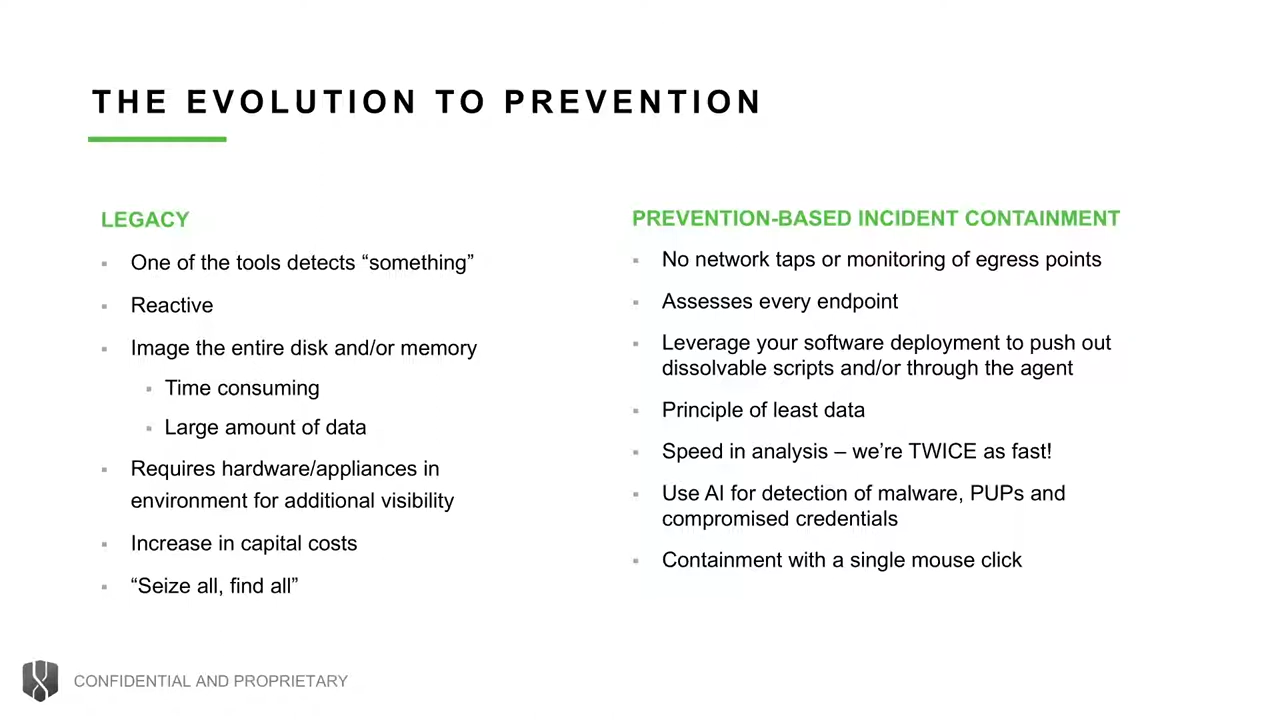 THE EVOLUTION TO PREVENTION
LEGACY
▪ One of the tools detects “something”
▪ Reactive
▪ Image the entire disk and/or memory
▪ Time consuming
▪ Large amount of data
▪ Requires hardware/appliances in
environment for additional visibility
▪ Increase in capital costs
▪ “Seize all, find all”
PREVENTION-BASED INCIDENT CONTAINMENT
▪ No network taps or monitoring of egress points
▪ Assesses every endpoint
▪ Leverage your software deployment to push out
dissolvable scripts and/or through the agent
▪ Principle of least data
▪ Speed in analysis – we’re TWICE as fast!
▪ Use AI for detection of malware, PUPs and
compromised credentials
▪ Containment with a single mouse click
CONFIDENTIAL AND PROPRIETARY